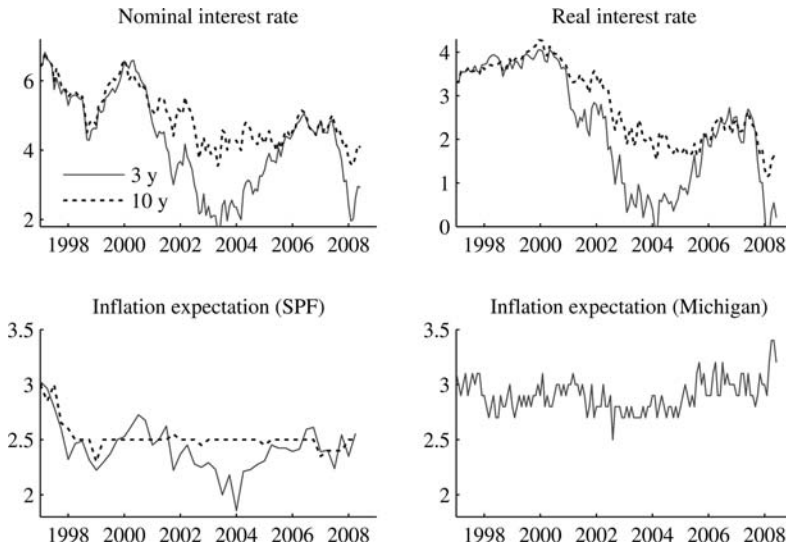 Nominal interest rate
6
4
2
3 y
10 y
1998 2000 2002 2004 2006 2008
Real interest rate
4
3
2
1
0
1998 2000 2002 2004 2006 2008
Inflation expectation (SPF)
3.5
3
2.5
2
1998 2000 2002 2004 2006 2008
Inflation expectation (Michigan)
3.5
3
2.5
2
1998 2000 2002 2004 2006 2008